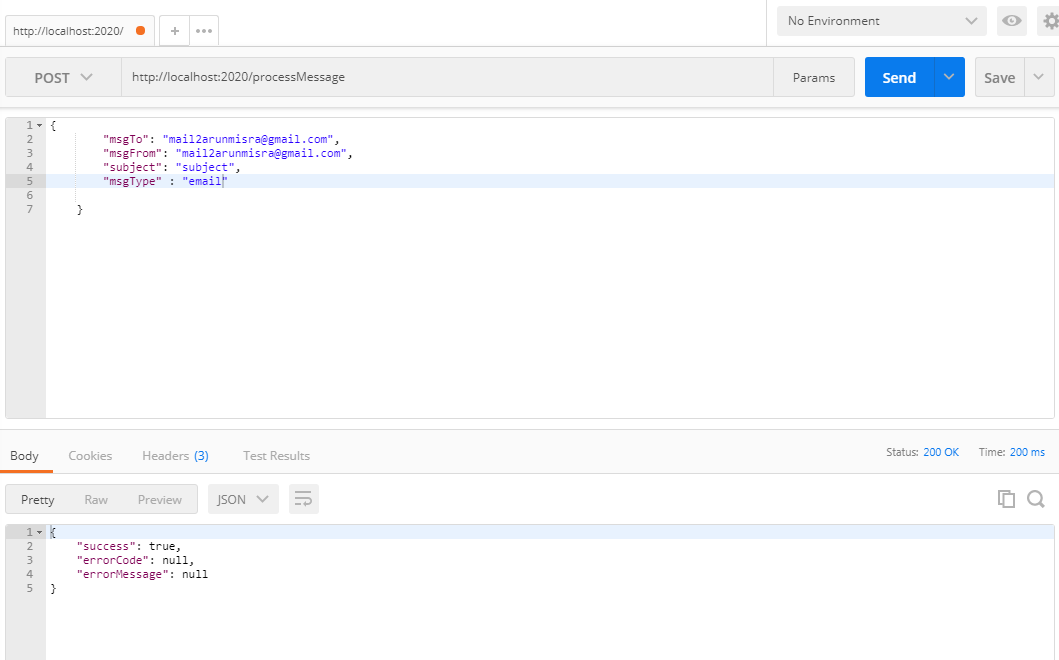 http://localhost:2020/
+
•••
No Environment
POST
http://localhost:2020/processMessage
Params
Send
Save
1 {
2 "msgTo": "mail2arunmisra@gmail.com",
3 "msgFrom": "mail2arunmisra@gmail.com",
4 "subject": "subject",
5 "msgType" : "email"
6
7 }
Body Cookies Headers (3) Test Results
Status: 200 OK Time: 200 ms
Pretty Raw Preview JSON
1 {
2 "success": true,
3 "errorCode": null,
4 "errorMessage": null
5 }